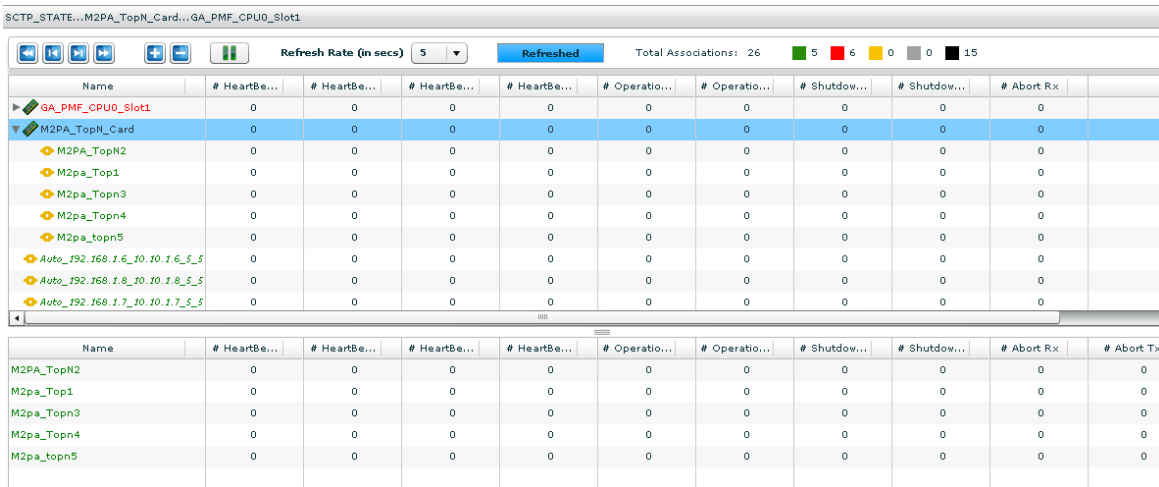 SCTP_STATE...M2PA_TopN_Card...GA_PMF_CPU0_Slot1
Refresh Rate (in secs) 5 Refreshed Total Associations: 26 5 6 0 0 15
Name # HeartBe... # HeartBe... # HeartBe... # HeartBe... # Operatio... # Operatio... # Shutdow... # Shutdow... # Abort Rx
GA_PMF_CPU0_Slot1 0 0 0 0 0 0 0 0 0
M2PA_TopN_Card 0 0 0 0 0 0 0 0 0
M2PA_TopN2 0 0 0 0 0 0 0 0 0
M2pa_Top1 0 0 0 0 0 0 0 0 0
M2pa_Topn3 0 0 0 0 0 0 0 0 0
M2pa_Topn4 0 0 0 0 0 0 0 0 0
M2pa_topn5 0 0 0 0 0 0 0 0 0
Auto_192.168.1.6_10.10.1.6_5_5 0 0 0 0 0 0 0 0 0
Auto_192.168.1.8_10.10.1.8_5_5 0 0 0 0 0 0 0 0 0
Auto_192.168.1.7_10.10.1.7_5_5 0 0 0 0 0 0 0 0 0
Name # HeartBe... # HeartBe... # HeartBe... # HeartBe... # Operatio... # Operatio... # Shutdow... # Shutdow... # Abort Rx # Abort Tx
M2PA_TopN2 0 0 0 0 0 0 0 0 0 0
M2pa_Top1 0 0 0 0 0 0 0 0 0 0
M2pa_Topn3 0 0 0 0 0 0 0 0 0 0
M2pa_Topn4 0 0 0 0 0 0 0 0 0 0
M2pa_topn5 0 0 0 0 0 0 0 0 0 0